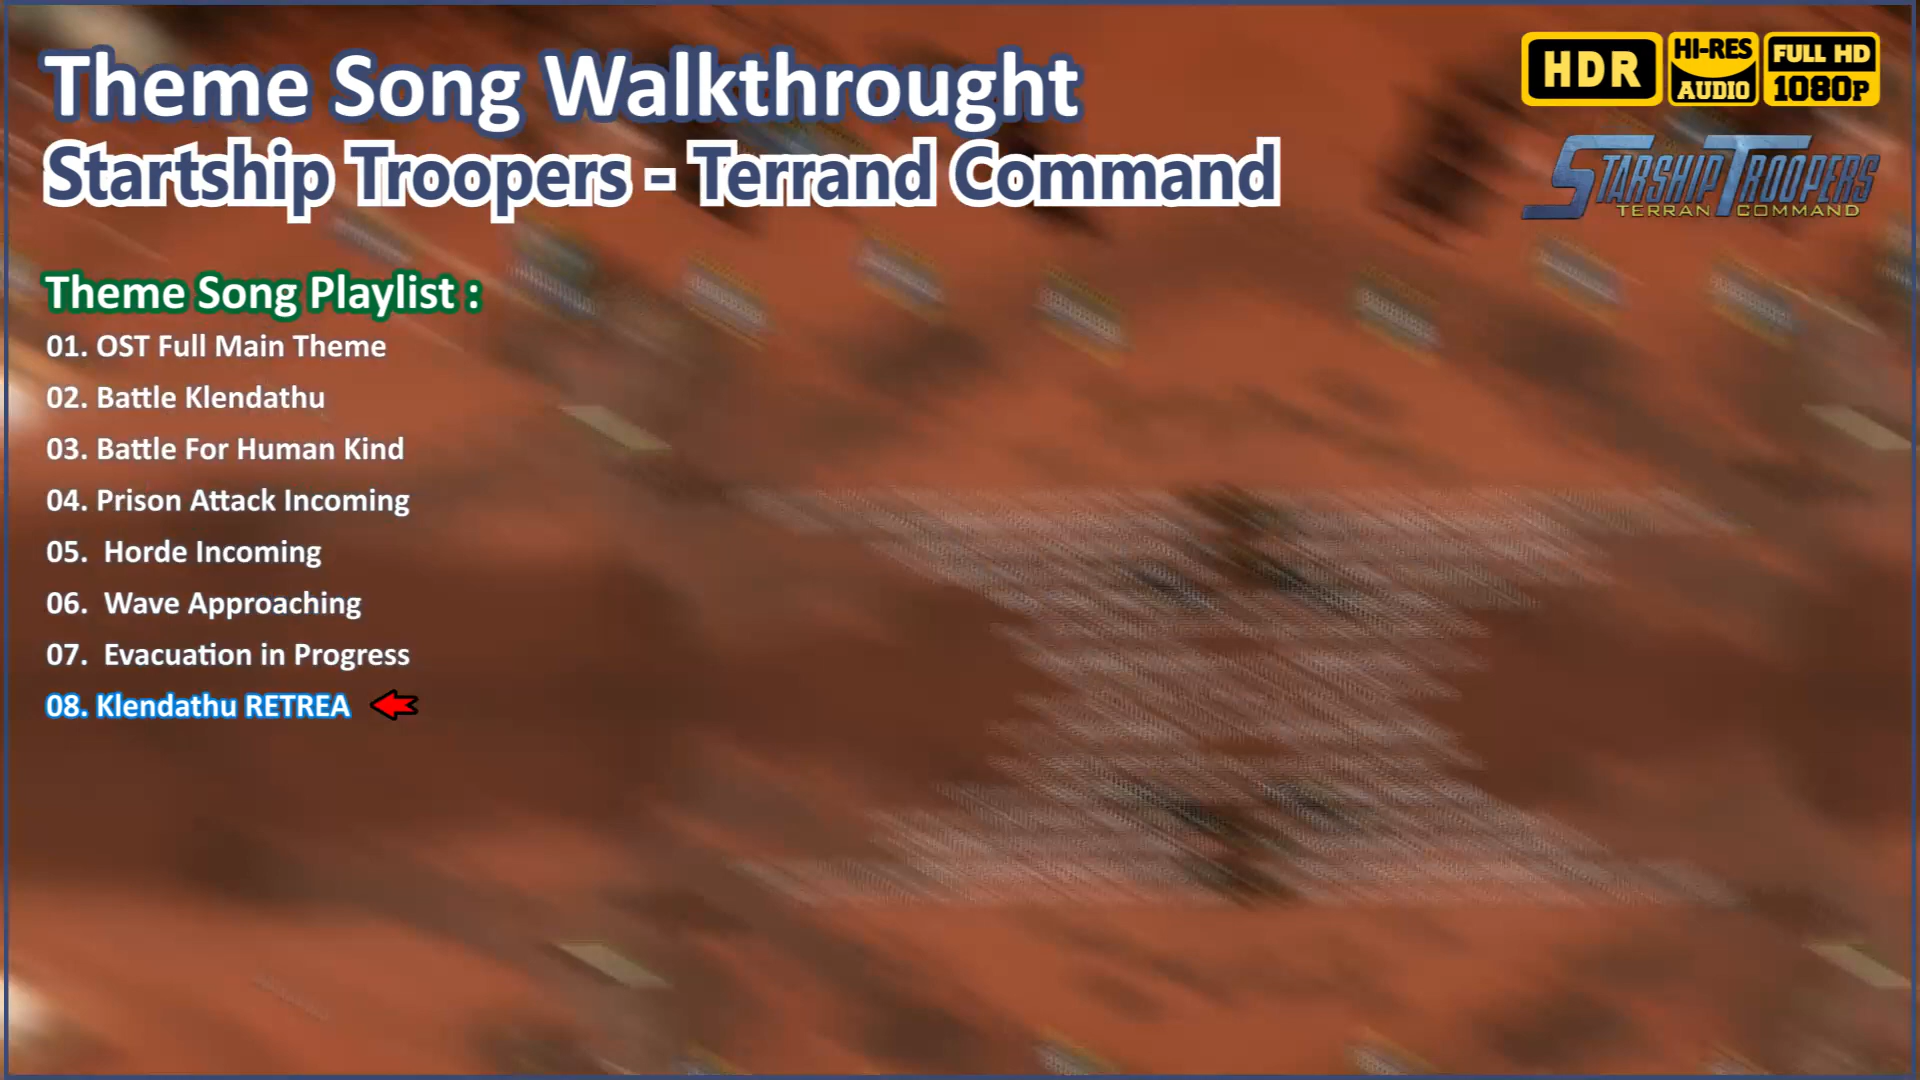 Theme Song Walkthrought
Startship Troopers - Terrand Command
HDR
HI-RES
AUDIO
FULL HD
1080p
STARSHIP TROOPERS
TERRAN COMMAND
Theme Song Playlist :
01. OST Full Main Theme
02. Battle Klendathu
03. Battle For Human Kind
04. Prison Attack Incoming
05.  Horde Incoming
06.  Wave Approaching
07.  Evacuation in Progress
08. Klendathu RETREA